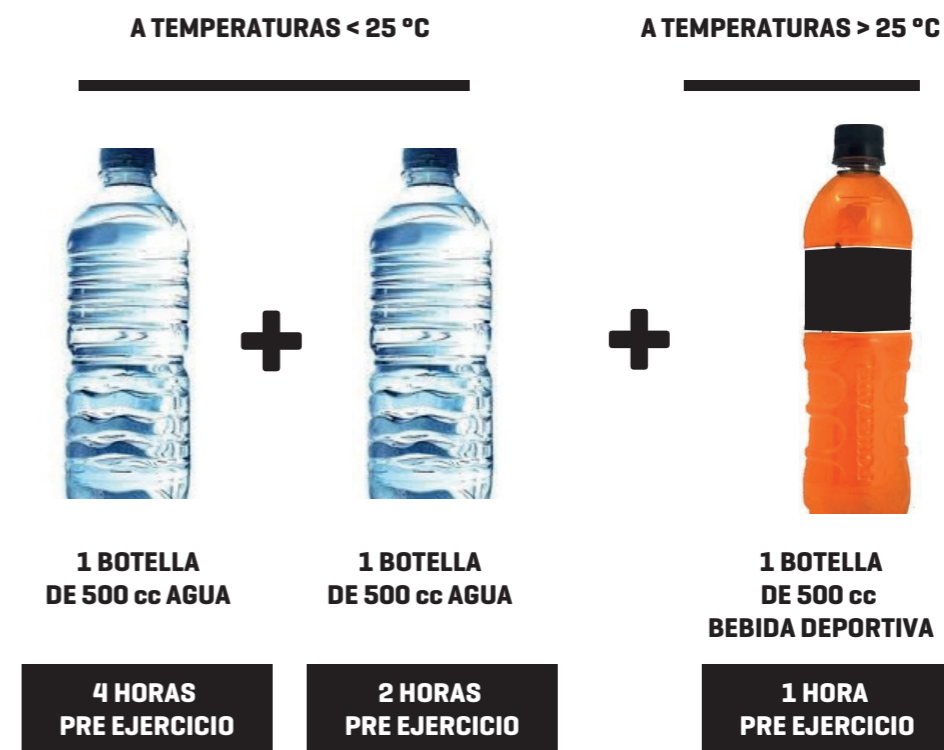 A TEMPERATURAS < 25 °C
A TEMPERATURAS > 25 °C
1 BOTELLA
DE 500 cc AGUA
1 BOTELLA
DE 500 cc AGUA
1 BOTELLA
DE 500 cc
BEBIDA DEPORTIVA
4 HORAS
PRE EJERCICIO
2 HORAS
PRE EJERCICIO
1 HORA
PRE EJERCICIO